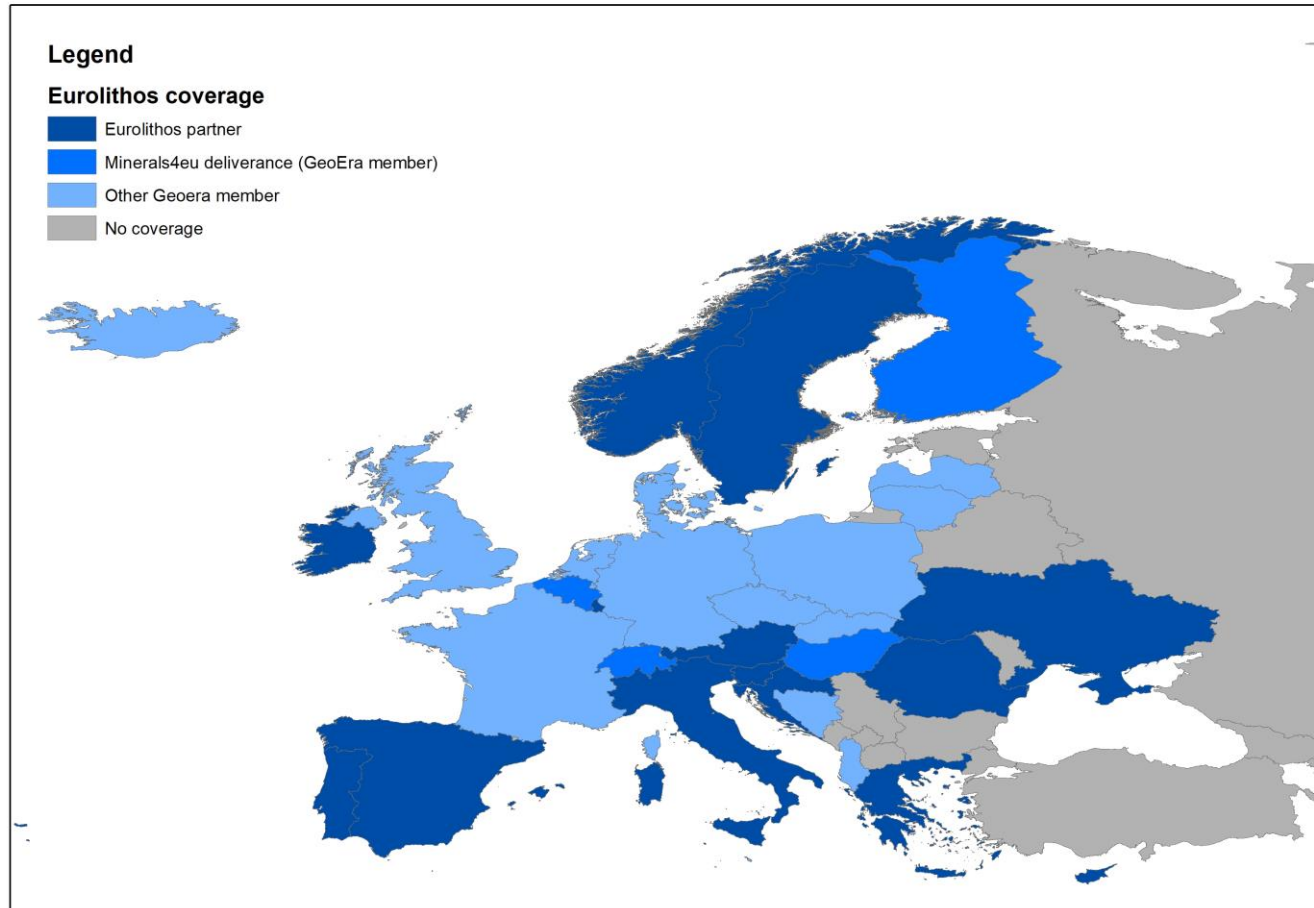 Legend
Eurolithos coverage
Eurolithos partner
Minerals4eu deliverance (GeoEra member)
Other Geoera member
No coverage